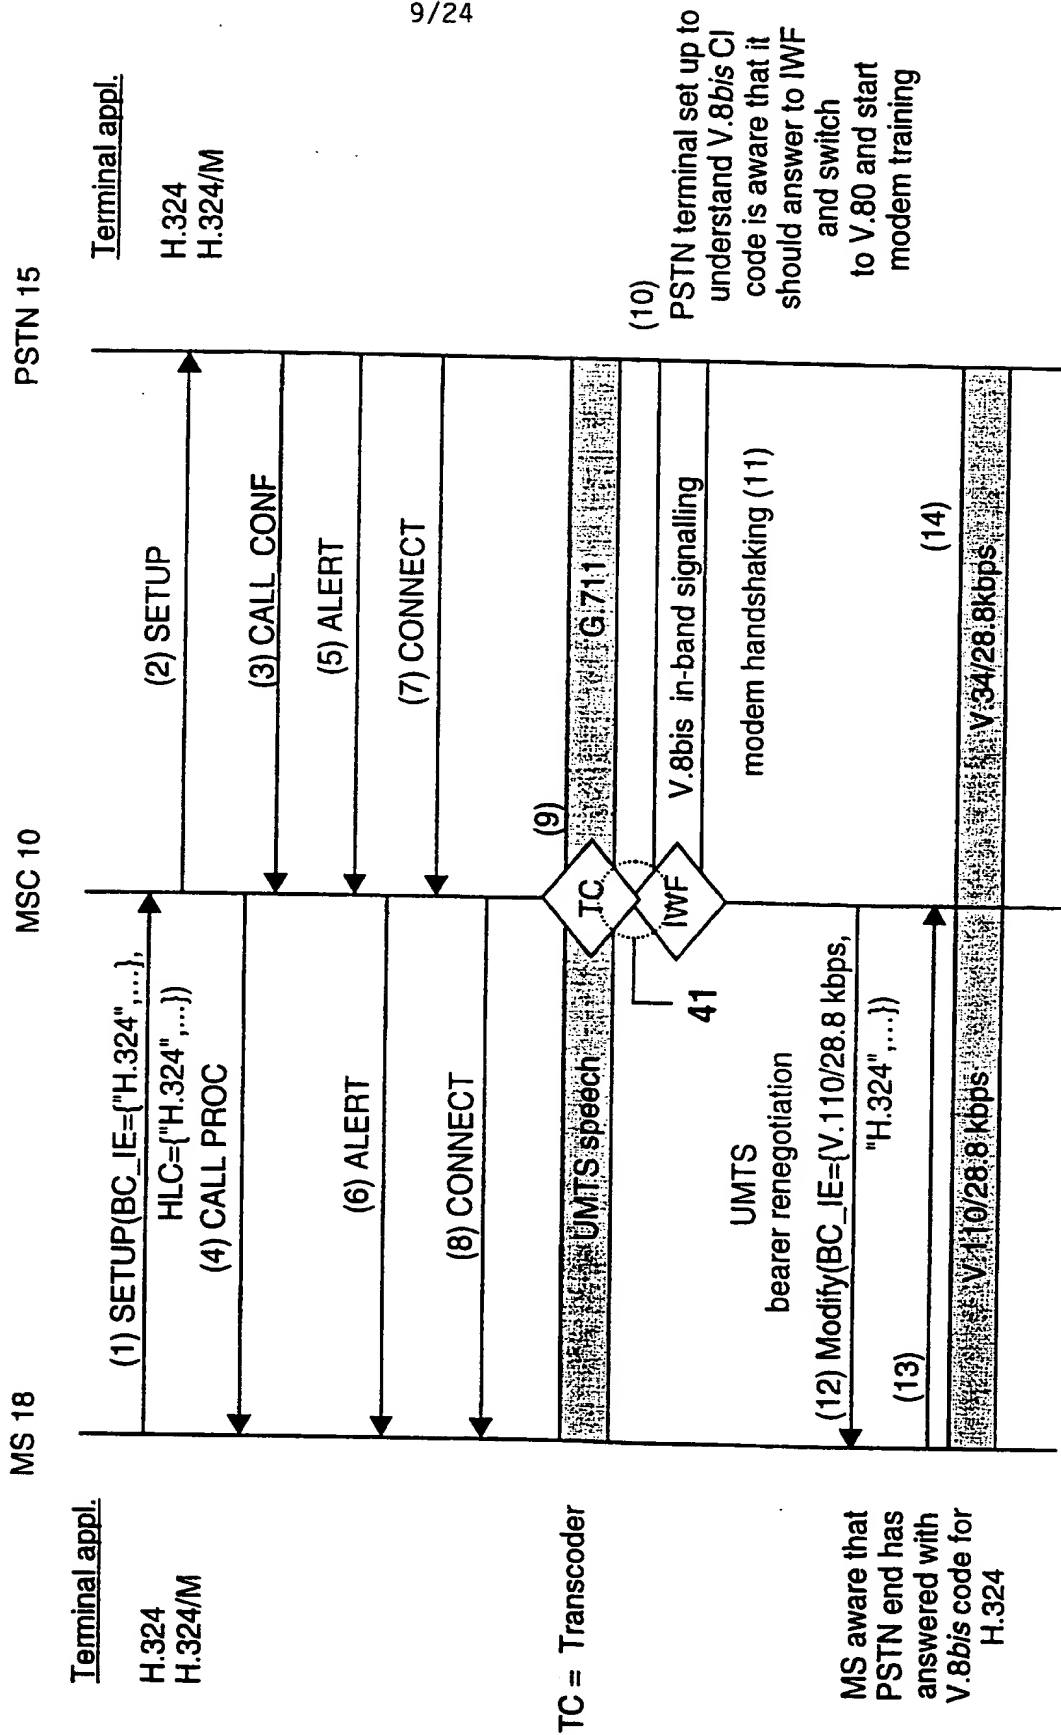 9/24
MS 18
MSC 10
PSTN 15
Terminal appl.
H.324
H.324/M
Terminal appl.
H.324
H.324/M
(1) SETUP(BC_IE={"H.324",...},
HLC={"H.324",...})
(2) SETUP
(3) CALL CONF
(4) CALL PROC
(5) ALERT
(6) ALERT
(7) CONNECT
(8) CONNECT
(9)
TC = Transcoder
UMTS speech
TC
G.711
(10)
PSTN terminal set up to
understand V.8bis CI
code is aware that it
should answer to IWF
and switch
to V.80 and start
modem training
IWF
V.8bis in-band signalling
41
modem handshaking (11)
UMTS
bearer renegotiation
(12) Modify(BC_IE={V.110/28.8 kbps,
"H.324",...})
MS aware that
PSTN end has
answered with
V.8bis code for
H.324
(13)
(14)
V.110/28.8 kbps
V.34/28.8kbps